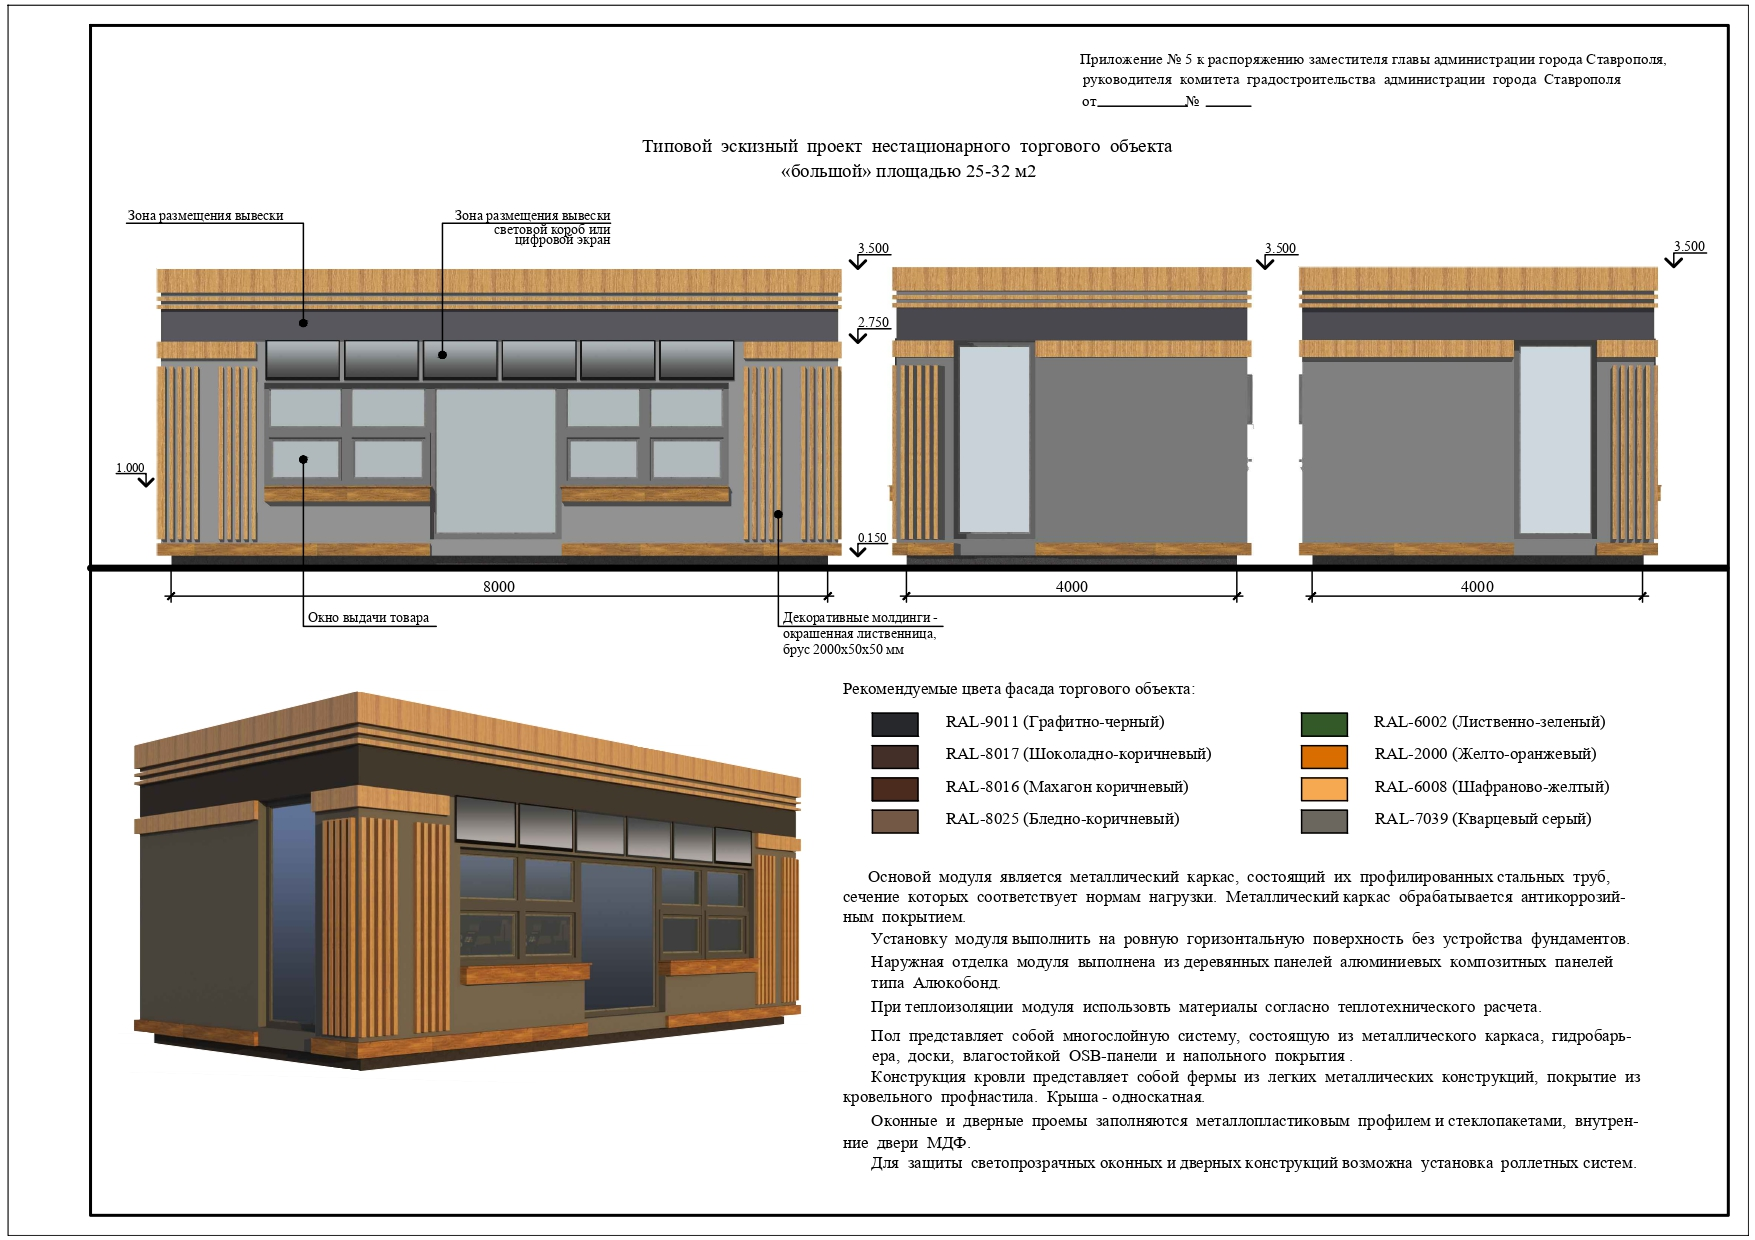 Приложение № 5 к распоряжению заместителя главы администрации города Ставрополя,
руководителя комитета градостроительства администрации города Ставрополя
от №
Типовой эскизный проект нестационарного торгового объекта
«большой» площадью 25-32 м2
Зона размещения вывески
Зона размещения вывески
световой короб или
цифровой экран
3.500
3.500
3.500
2.750
1.000
0.150
8000
4000
4000
Окно выдачи товара
Декоративные молдинги -
окрашенная лиственница,
брус 2000х50х50 мм
Рекомендуемые цвета фасада торгового объекта:
RAL-9011 (Графитно-черный)
RAL-8017 (Шоколадно-коричневый)
RAL-8016 (Махагон коричневый)
RAL-8025 (Бледно-коричневый)
RAL-6002 (Лиственно-зеленый)
RAL-2000 (Желто-оранжевый)
RAL-6008 (Шафраново-желтый)
RAL-7039 (Кварцевый серый)
Основой модуля является металлический каркас, состоящий их профилированных стальных труб,
сечение которых соответствует нормам нагрузки. Металлический каркас обрабатывается антикоррозий-
ным покрытием.
Установку модуля выполнить на ровную горизонтальную поверхность без устройства фундаментов.
Наружная отделка модуля выполнена из деревянных панелей алюминиевых композитных панелей
типа Алюкобонд.
При теплоизоляции модуля использовть материалы согласно теплотехнического расчета.
Пол представляет собой многослойную систему, состоящую из металлического каркаса, гидробарь-
ера, доски, влагостойкой OSB-панели и напольного покрытия .
Конструкция кровли представляет собой фермы из легких металлических конструкций, покрытие из
кровельного профнастила. Крыша - односкатная.
Оконные и дверные проемы заполняются металлопластиковым профилем и стеклопакетами, внутрен-
ние двери МДФ.
Для защиты светопрозрачных оконных и дверных конструкций возможна установка роллетных систем.